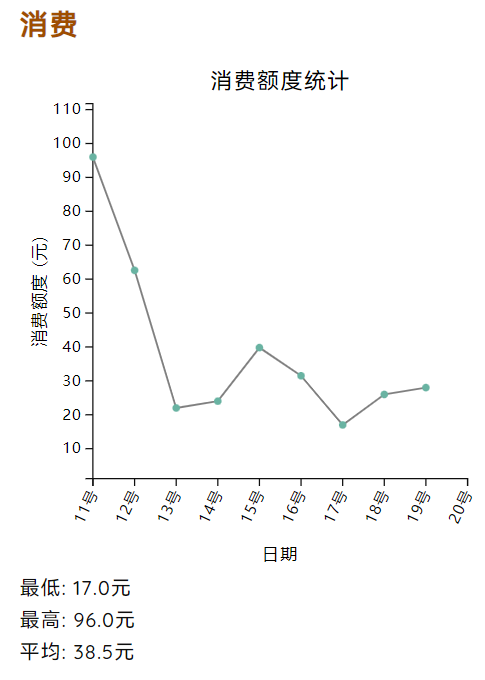 消费
消费额度统计
110
100
90
80
70
60
50
40
30
20
10
消费额度（元）
11号
12号
13号
14号
15号
16号
17号
18号
19号
20号
日期
最低: 17.0元
最高: 96.0元
平均: 38.5元